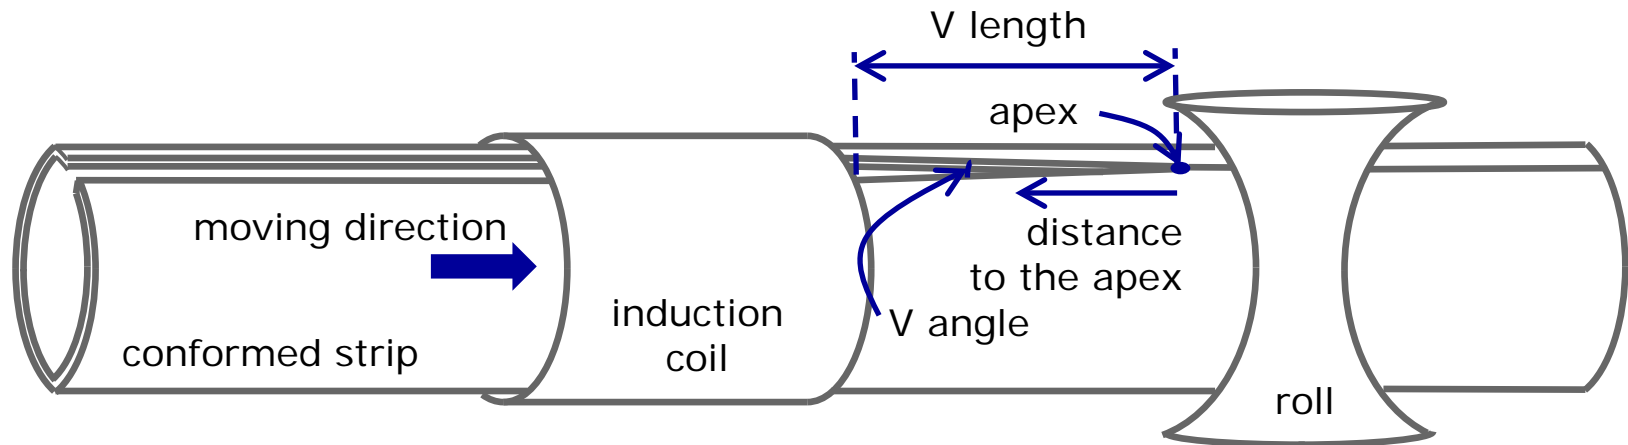 V length
apex
moving direction
distance
to the apex
induction
coil
V angle
conformed strip
roll